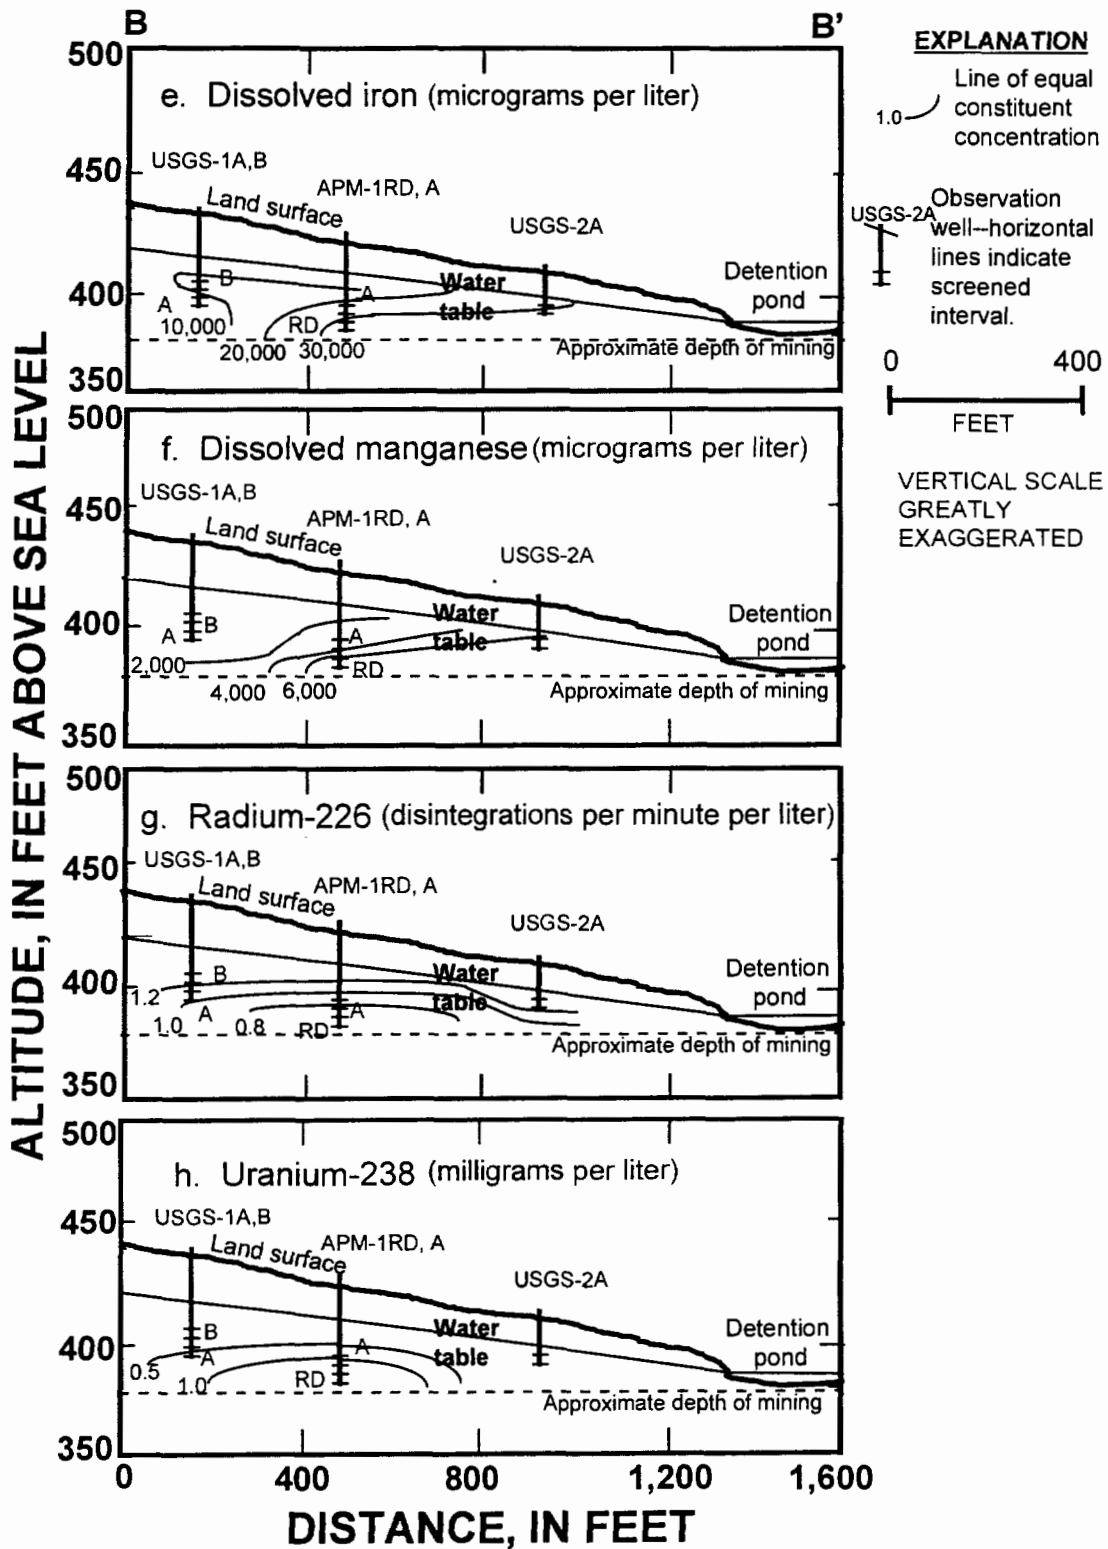 B
B'
EXPLANATION
1.0
Line of equal
constituent
concentration
USGS-2A
Observation
well--horizontal
lines indicate
screened
interval.
0
400
FEET
VERTICAL SCALE
GREATLY
EXAGGERATED
ALTITUDE, IN FEET ABOVE SEA LEVEL
500
e. Dissolved iron (micrograms per liter)
450
USGS-1A,B
Land surface
APM-1RD, A
USGS-2A
400
B
A
10,000
A
RD
20,000
30,000
Water
table
Detention
pond
Approximate depth of mining
350
500
f. Dissolved manganese (micrograms per liter)
450
USGS-1A,B
Land surface
APM-1RD, A
USGS-2A
400
A
B
2,000
A
RD
4,000
6,000
Water
table
Detention
pond
Approximate depth of mining
350
500
g. Radium-226 (disintegrations per minute per liter)
450
USGS-1A,B
Land surface
APM-1RD, A
USGS-2A
400
B
1.2
A
1.0
0.8
A
RD
Water
table
Detention
pond
Approximate depth of mining
350
500
h. Uranium-238 (milligrams per liter)
450
USGS-1A,B
Land surface
APM-1RD, A
USGS-2A
400
B
A
0.5
1.0
A
RD
Water
table
Detention
pond
Approximate depth of mining
350
0
400
800
1,200
1,600
DISTANCE, IN FEET